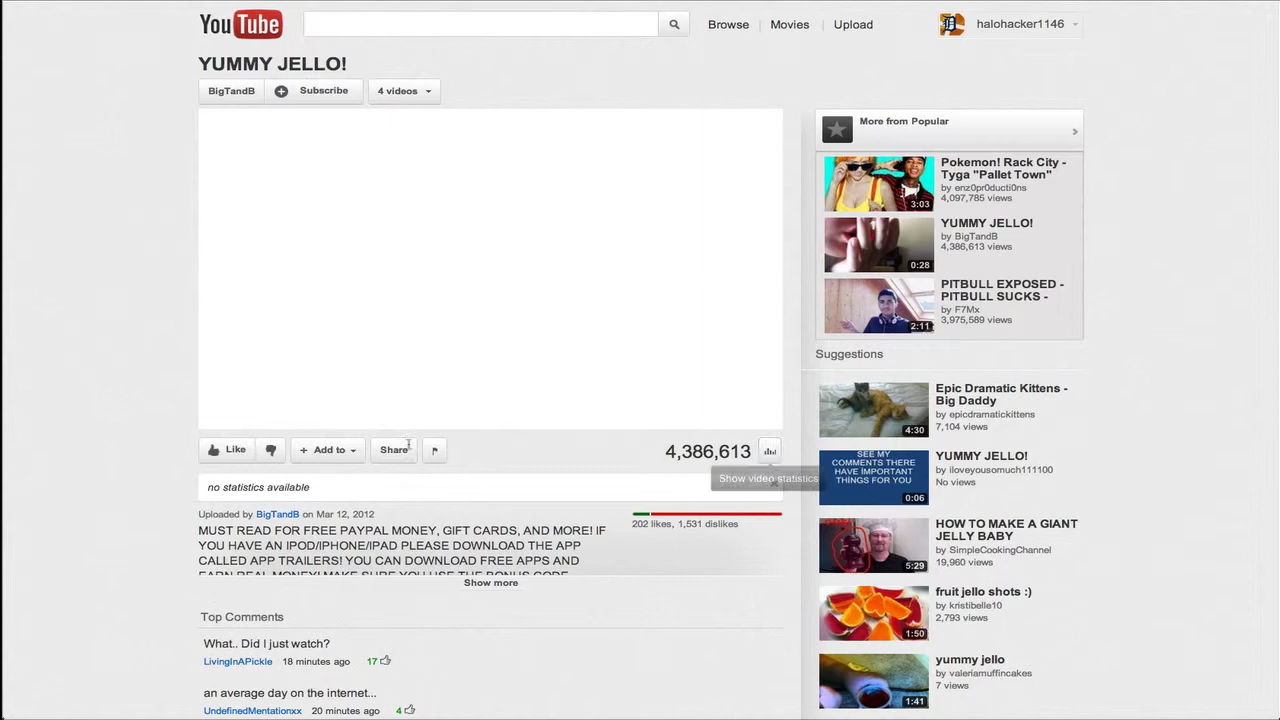 YouTube
Browse
Movies
Upload
halohacker1146
YUMMY JELLO!
BigTandB
Subscribe
4 videos
More from Popular
Pokemon! Rack City -
Tyga "Pallet Town"
by enz0pr0ducti0ns
4,097,785 views
3:03
YUMMY JELLO!
by BigTandB
4,386,613 views
0:28
PITBULL EXPOSED -
PITBULL SUCKS -
by F7Mx
3,975,589 views
2:11
Suggestions
Epic Dramatic Kittens -
Big Daddy
by epicdramatickittens
7,104 views
4:30
SEE MY
COMMENTS THERE
HAVE IMPORTANT
THINGS FOR YOU
0:06
YUMMY JELLO!
by iloveyousomuch111100
No views
HOW TO MAKE A GIANT
JELLY BABY
by SimpleCookingChannel
19,960 views
5:29
fruit jello shots :)
by kristibelle10
2,793 views
1:50
yummy jello
by valeriamuffincakes
7 views
1:41
Like
+ Add to
Share
4,386,613
Show video statistics
no statistics available
Uploaded by BigTandB on Mar 12, 2012
202 likes, 1,531 dislikes
MUST READ FOR FREE PAYPAL MONEY, GIFT CARDS, AND MORE! IF
YOU HAVE AN IPOD/IPHONE/IPAD PLEASE DOWNLOAD THE APP
CALLED APP TRAILERS! YOU CAN DOWNLOAD FREE APPS AND
EARN REAL MONEY! MAKE SURE YOU USE THE BONUS CODE
Show more
Top Comments
What.. Did I just watch?
LivingInAPickle 18 minutes ago 17
an average day on the internet...
UndefinedMentationxx 20 minutes ago 4